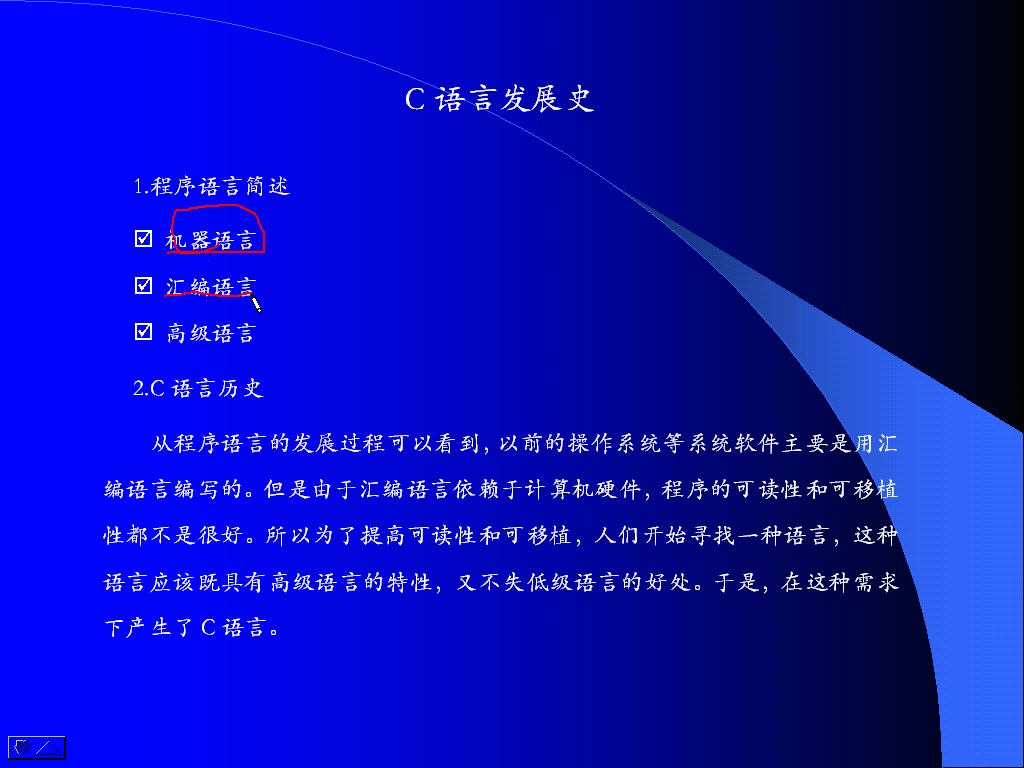 C 语言发展史
1.程序语言简述
机器语言
汇编语言
高级语言
2.C 语言历史
从程序语言的发展过程可以看到，以前的操作系统等系统软件主要是用汇
编语言编写的。但是由于汇编语言依赖于计算机硬件，程序的可读性和可移植
性都不是很好。所以为了提高可读性和可移植，人们开始寻找一种语言，这种
语言应该既具有高级语言的特性，又不失低级语言的好处。于是，在这种需求
下产生了 C 语言。